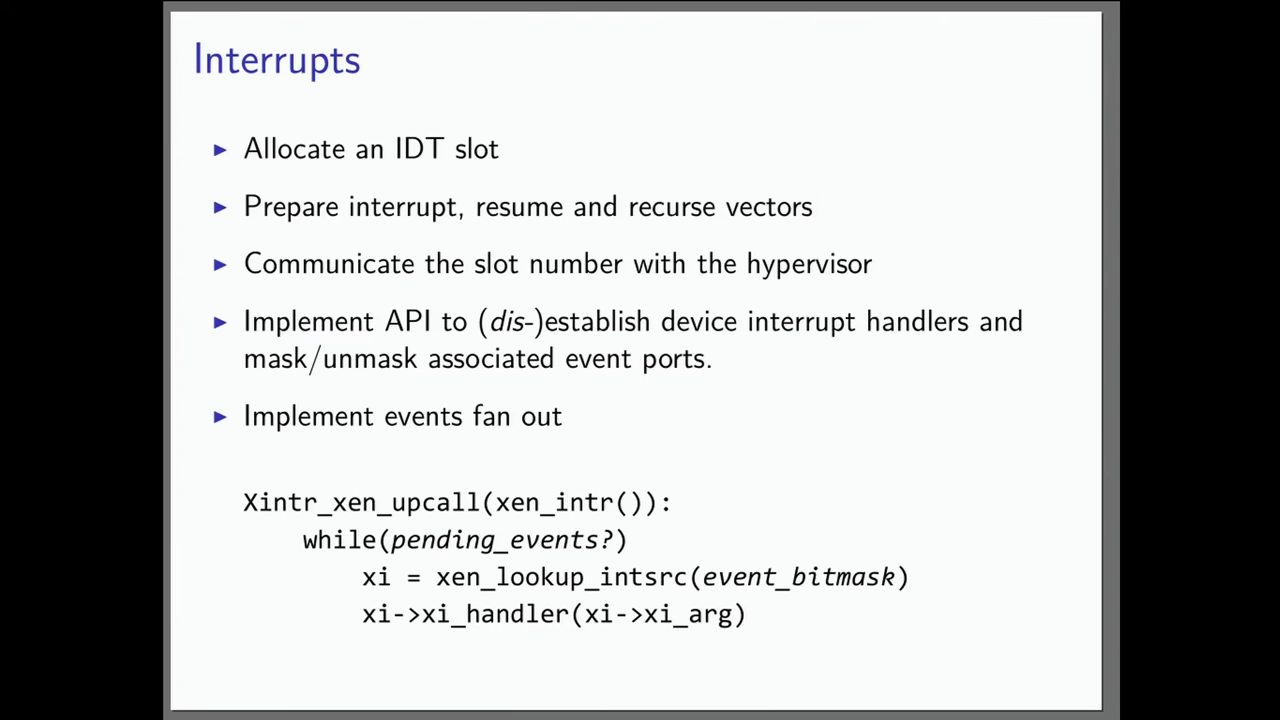 Interrupts
Allocate an IDT slot
Prepare interrupt, resume and recurse vectors
Communicate the slot number with the hypervisor
Implement API to (dis-)establish device interrupt handlers and
mask/unmask associated event ports.
Implement events fan out
Xintr_xen_upcall(xen_intr()):
while(pending_events?)
xi = xen_lookup_intsrc(event_bitmask)
xi->xi_handler(xi->xi_arg)